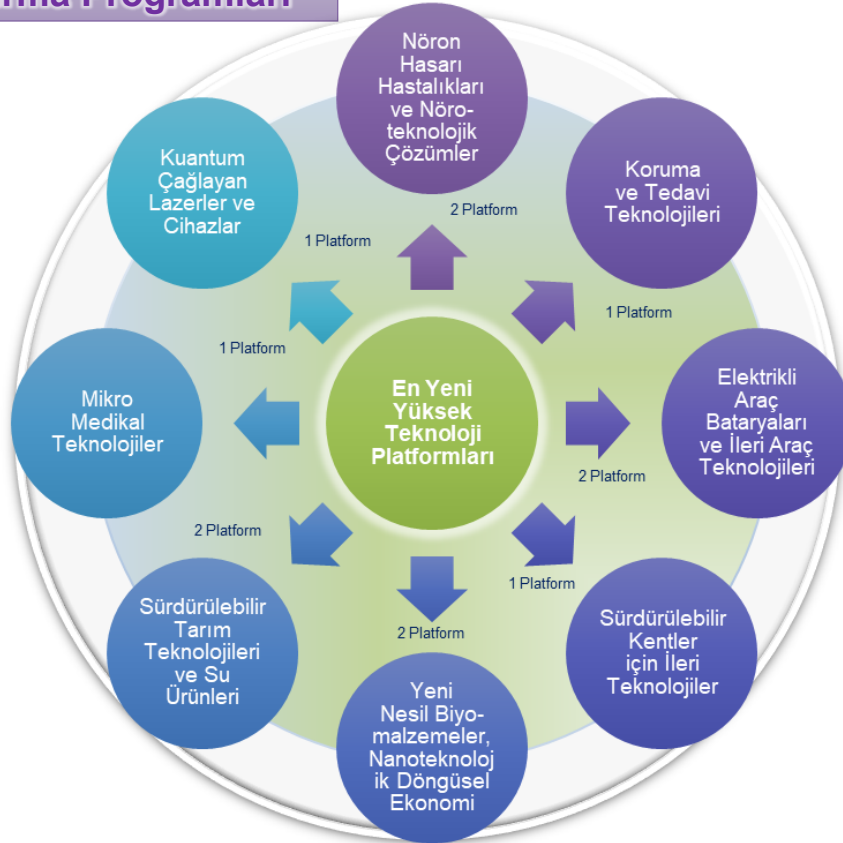 Programları
Nöron
Hasarı
Hastalıkları
ve Nöro-
teknolojik
Çözümler
Kuantum
Çağlayan
Lazerler ve
Cihazlar
Koruma
ve Tedavi
Teknolojileri
2 Platform
1 Platform
1 Platform
1 Platform
Mikro
Medikal
Teknolojiler
En Yeni
Yüksek
Teknoloji
Platformları
Elektrikli
Araç
Bataryaları
ve İleri Araç
Teknolojileri
2 Platform
2 Platform
1 Platform
2 Platform
Sürdürülebilir
Tarım
Teknolojileri
ve Su
Ürünleri
Sürdürülebilir
Kentler
için İleri
Teknolojiler
Yeni
Nesil Biyo-
malzemeler,
Nanoteknoloj
ik Döngüsel
Ekonomi